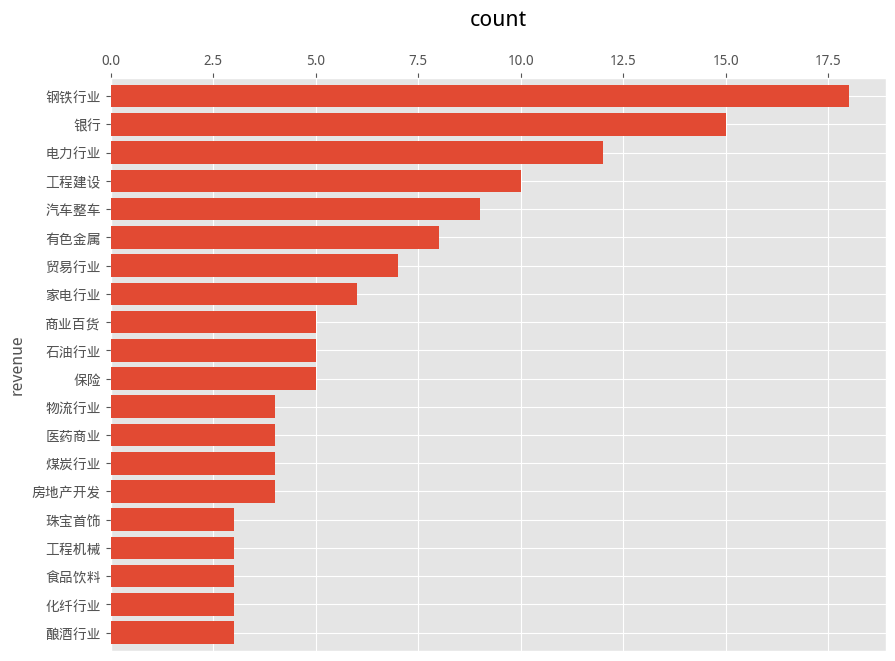 count
0.0 2.5 5.0 7.5 10.0 12.5 15.0 17.5
钢铁行业
银行
电力行业
工程建设
汽车整车
有色金属
贸易行业
家电行业
商业百货
石油行业
保险
物流行业
医药商业
煤炭行业
房地产开发
珠宝首饰
工程机械
食品饮料
化纤行业
酿酒行业
revenue